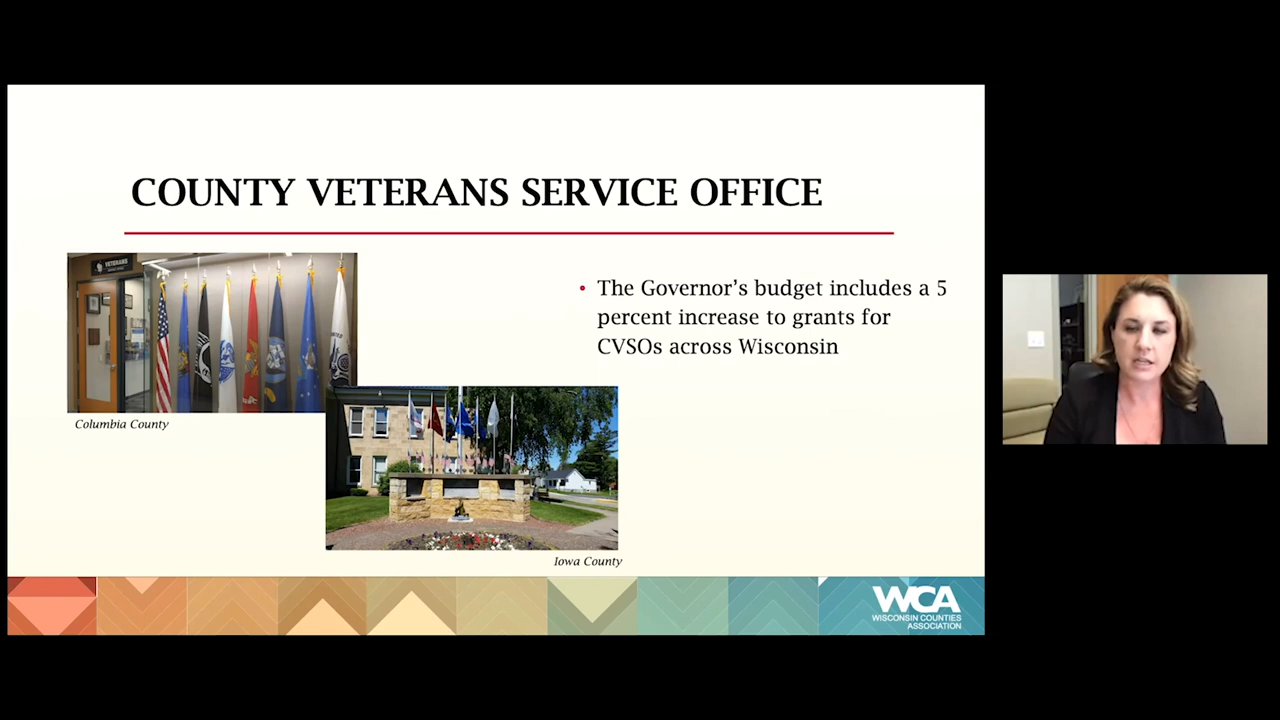 COUNTY VETERANS SERVICE OFFICE
VETERANS
• The Governor’s budget includes a 5
percent increase to grants for
CVSOs across Wisconsin
Columbia County
Iowa County
WCA
WISCONSIN COUNTIES
ASSOCIATION